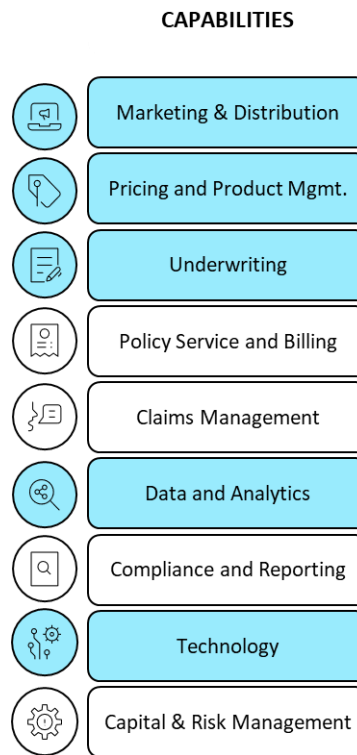 CAPABILITIES
Marketing & Distribution
Pricing and Product Mgmt.
Underwriting
Policy Service and Billing
Claims Management
Data and Analytics
Compliance and Reporting
Technology
Capital & Risk Management